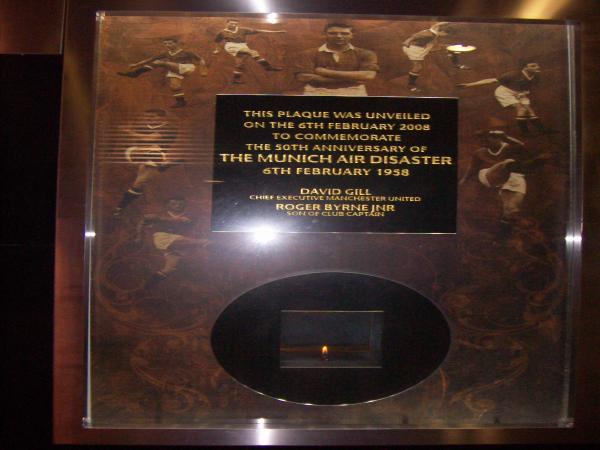 THIS PLAQUE WAS UNVEILED
ON THE 6TH FEBRUARY 2008
TO COMMEMORATE
THE 50TH ANNIVERSARY OF
THE MUNICH AIR DISASTER
6TH FEBRUARY 1958
DAVID GILL
CHIEF EXECUTIVE MANCHESTER UNITED
ROGER BYRNE JNR
SON OF CLUB CAPTAIN